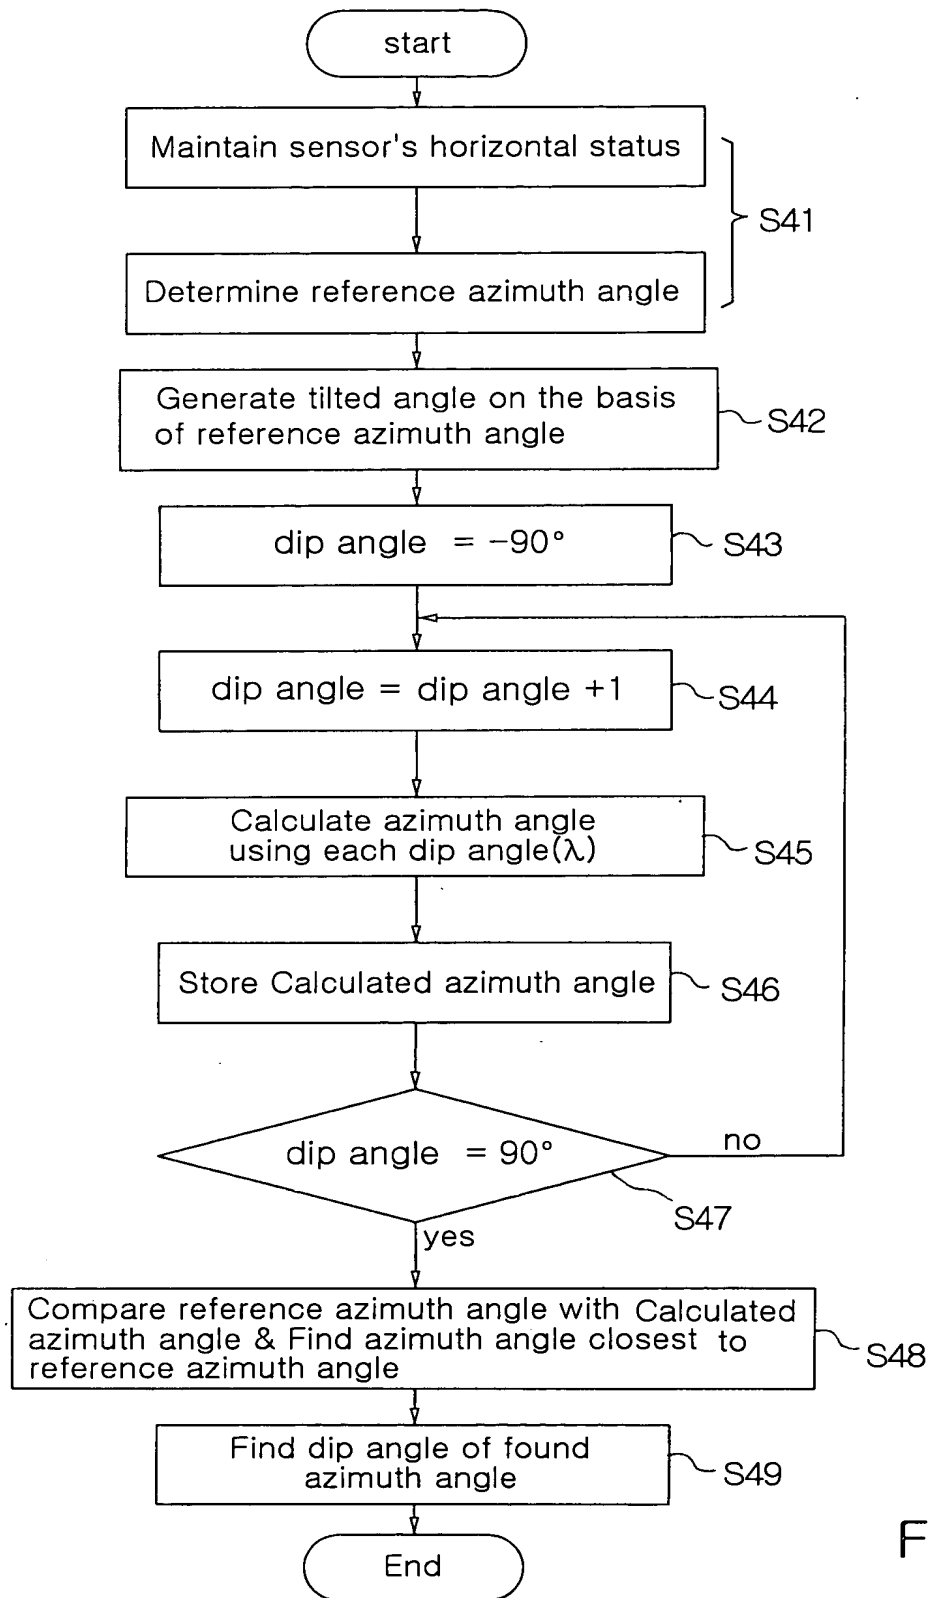 start
Maintain sensor's horizontal status
Determine reference azimuth angle
S41
Generate tilted angle on the basis
of reference azimuth angle
S42
dip angle = -90°
S43
dip angle = dip angle +1
S44
Calculate azimuth angle
using each dip angle(λ)
S45
Store Calculated azimuth angle
S46
dip angle = 90°
no
S47
yes
Compare reference azimuth angle with Calculated
azimuth angle & Find azimuth angle closest to
reference azimuth angle
S48
Find dip angle of found
azimuth angle
S49
End
F